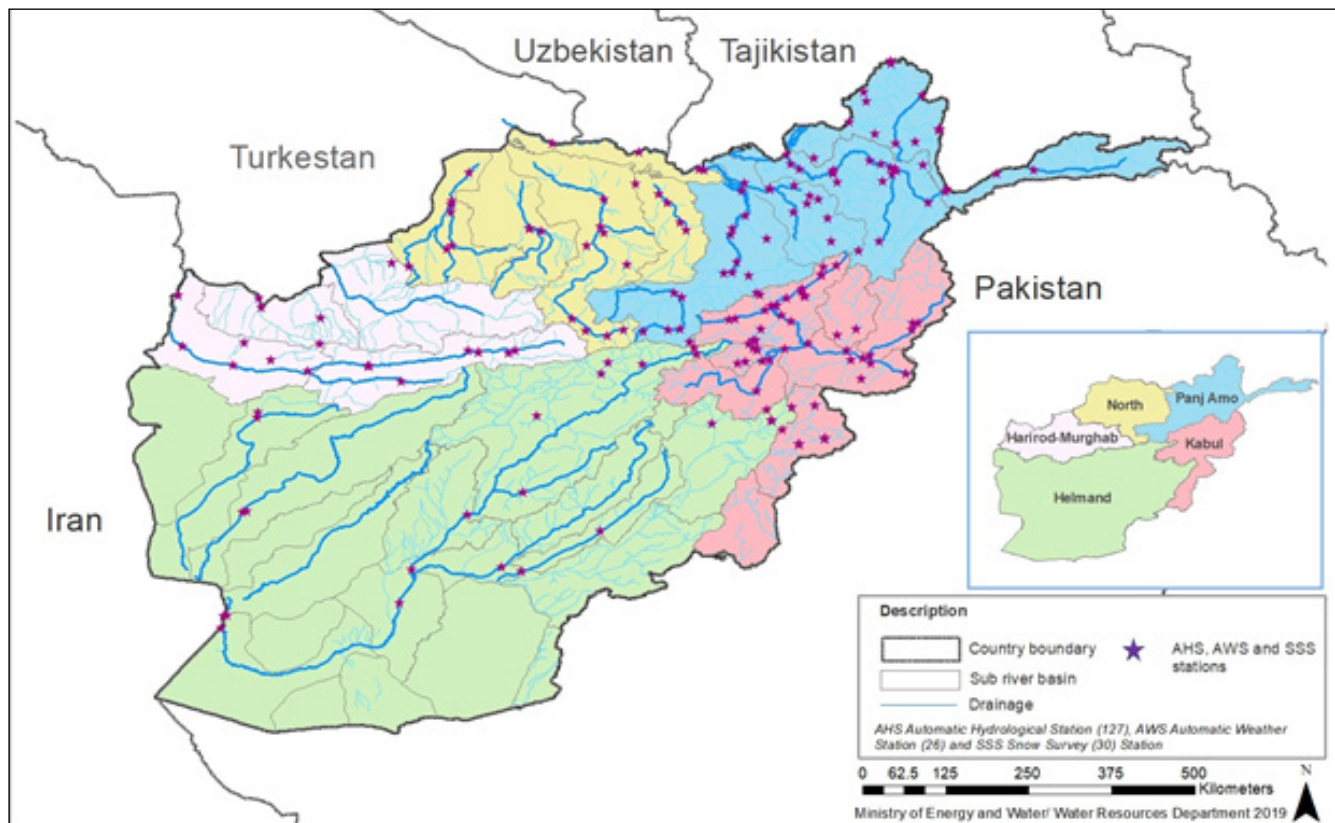 Uzbekistan
Tajikistan
Turkestan
Pakistan
Iran
North
Panj Amo
Harirod-Murghab
Kabul
Helmand
Description
Country boundary
AHS, AWS and SSS
stations
Sub river basin
Drainage
AHS Automatic Hydrological Station (127), AWS Automatic Weather
Station (26) and SSS Snow Survey (30) Station
0 62.5 125 250 375 500
Kilometers
N
Ministry of Energy and Water/ Water Resources Department 2019